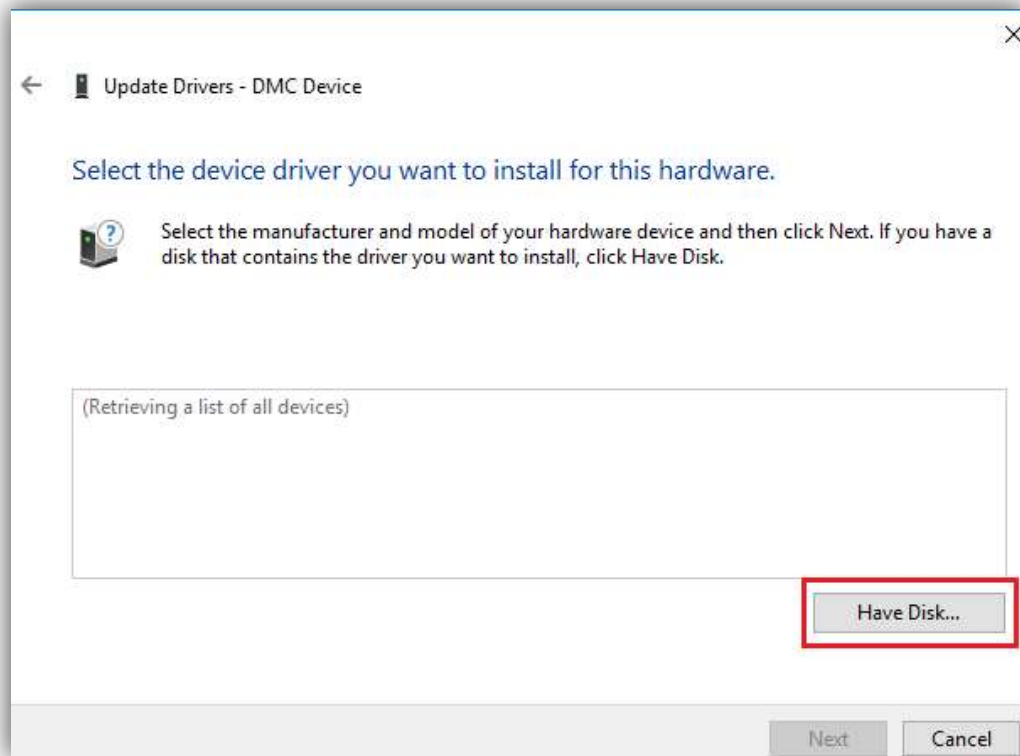 Update Drivers - DMC Device
Select the device driver you want to install for this hardware.
Select the manufacturer and model of your hardware device and then click Next. If you have a
disk that contains the driver you want to install, click Have Disk.
(Retrieving a list of all devices)
Have Disk...
Next
Cancel